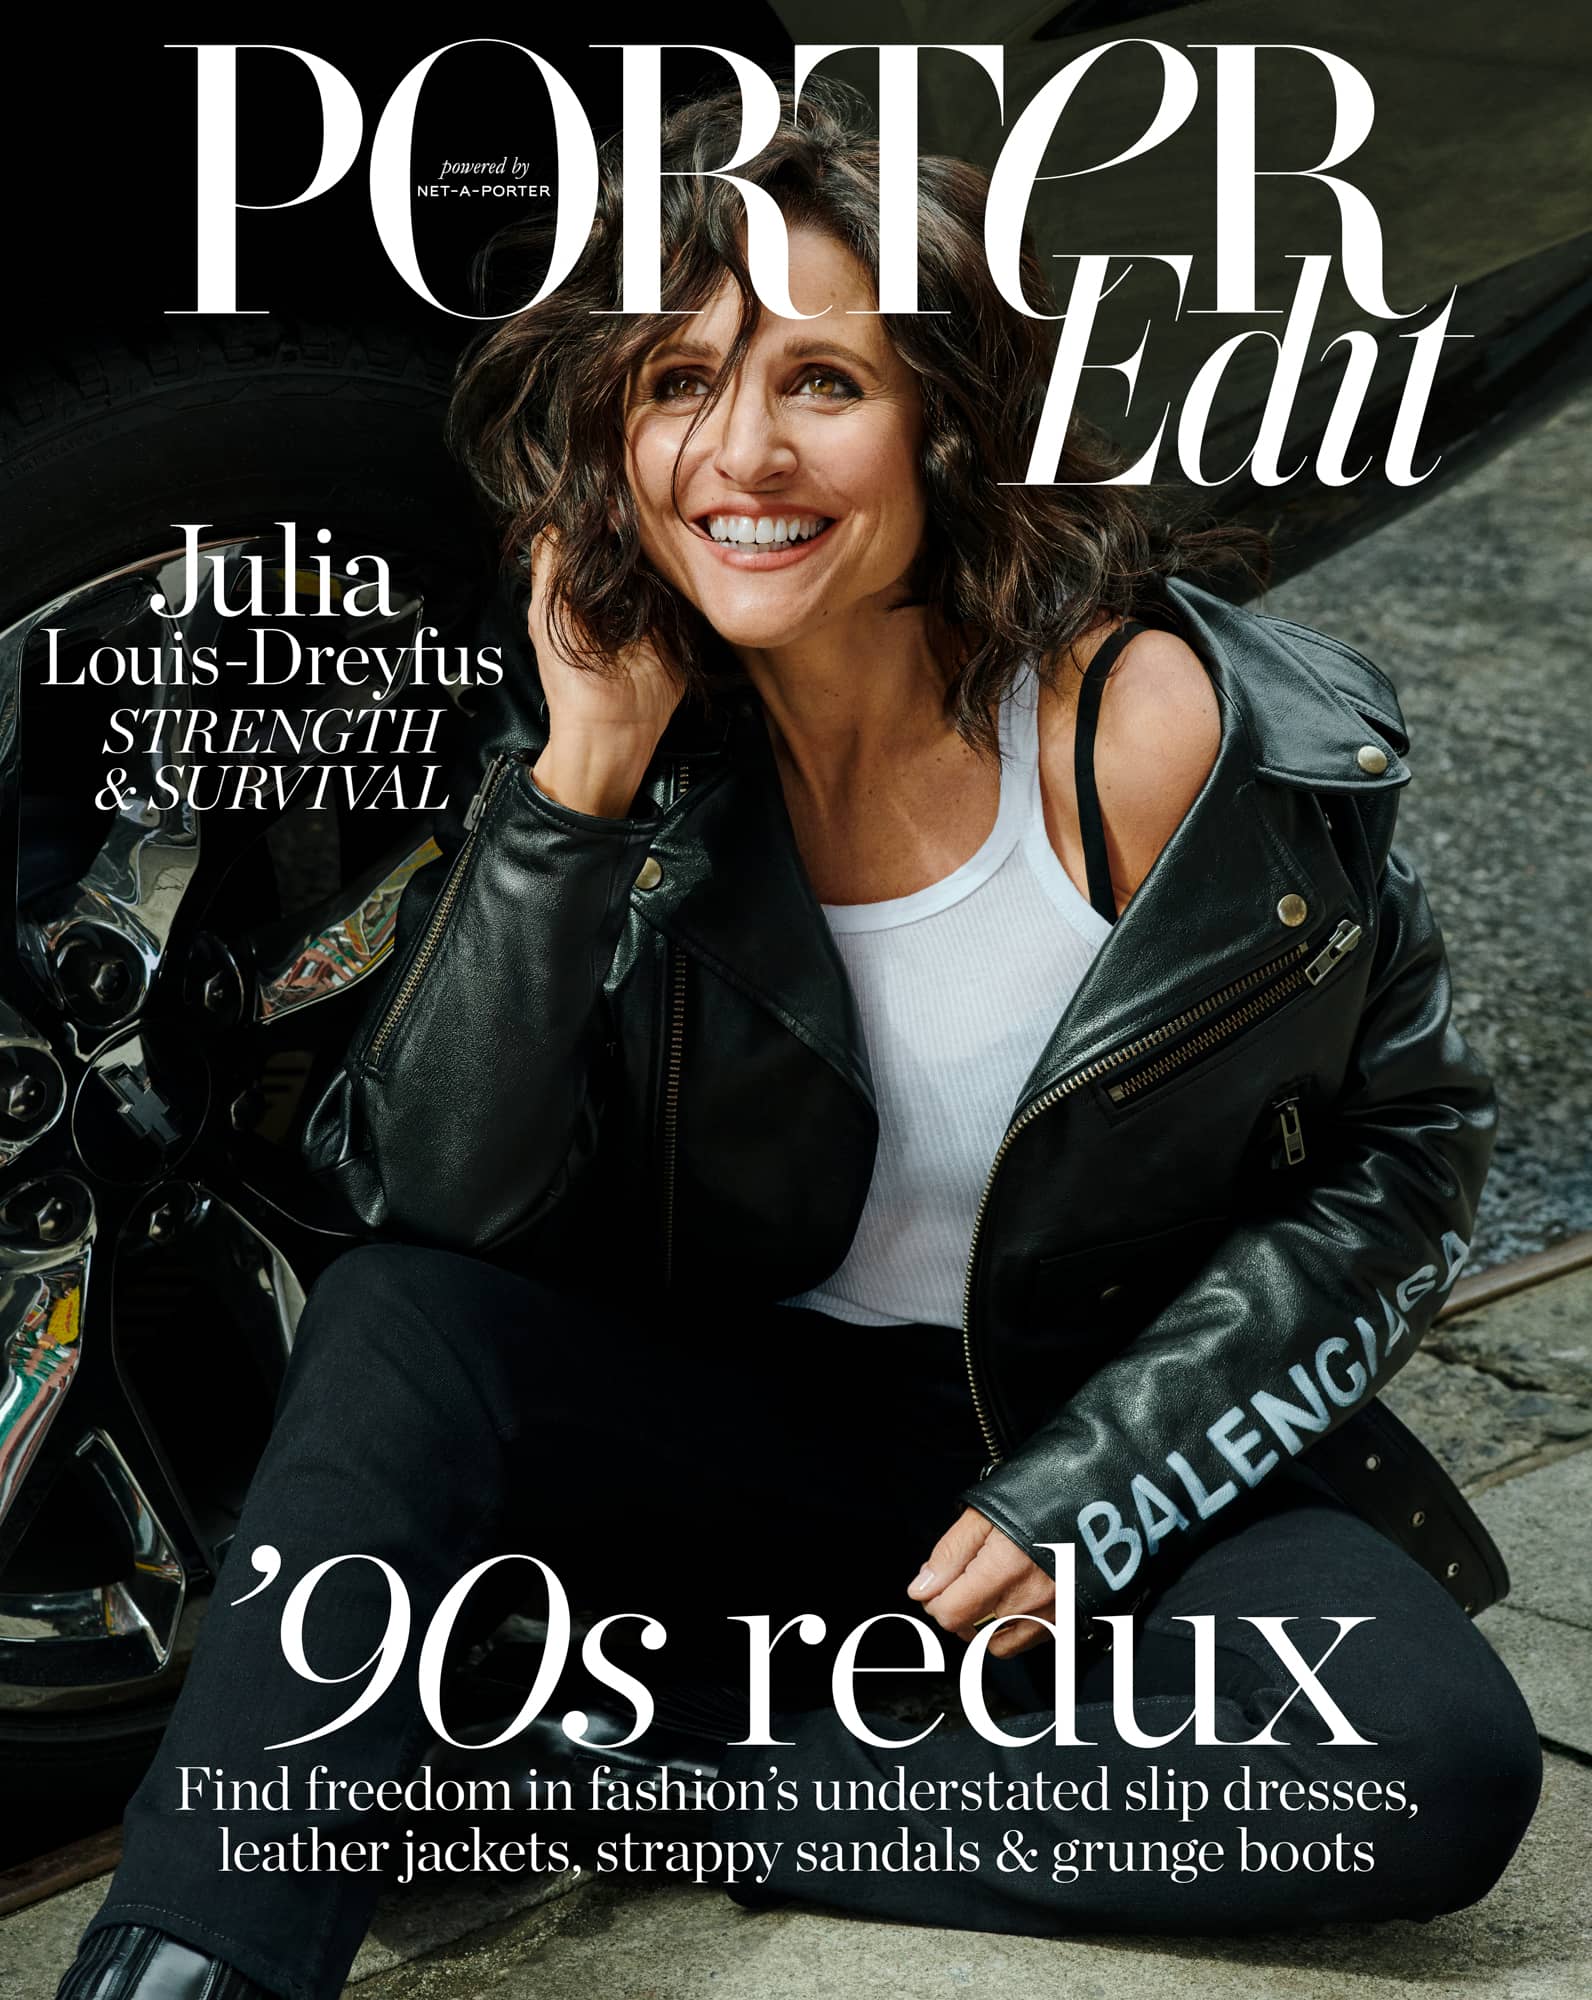 PORTER
powered by
NET-A-PORTER
Edit
Julia
Louis-Dreyfus
STRENGTH
& SURVIVAL
BALENCIAGA
’90s redux
Find freedom in fashion’s understated slip dresses,
leather jackets, strappy sandals & grunge boots